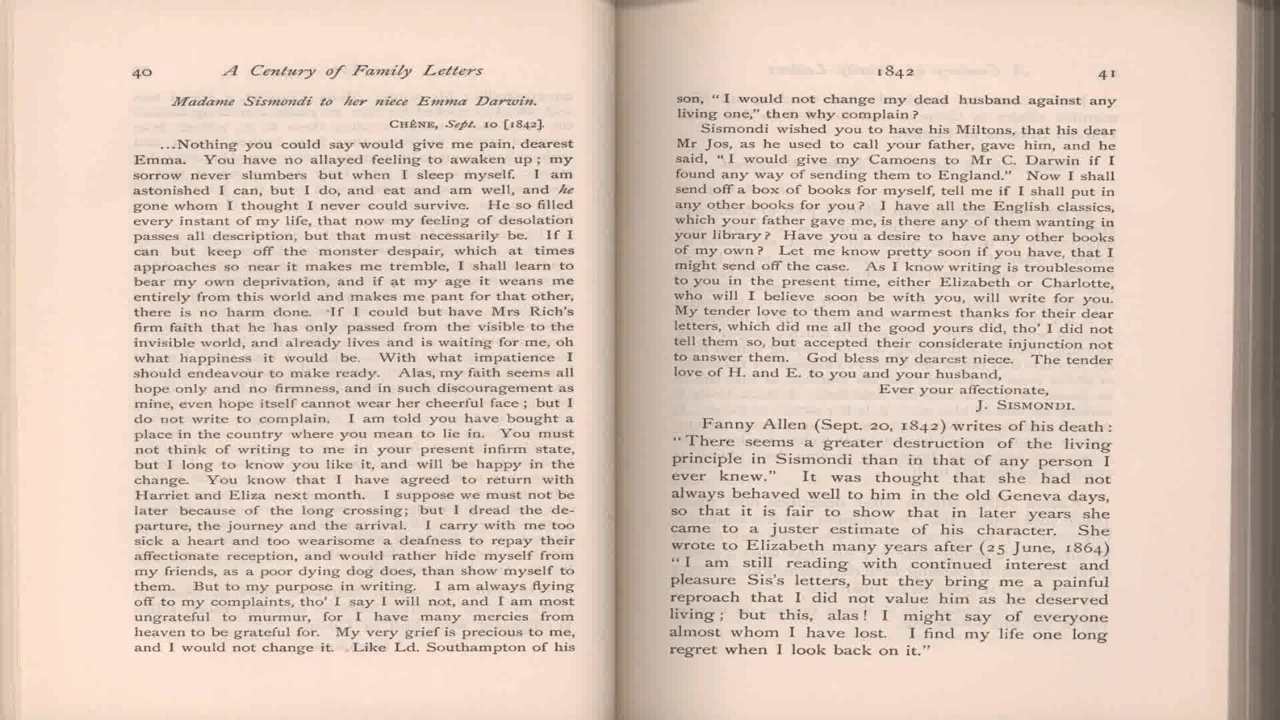 40 A Century of Family Letters
Madame Sismondi to her niece Emma Darwin.
CHÊNE, Sept. 10 [1842].
...Nothing you could say would give me pain, dearest
Emma. You have no allayed feeling to awaken up; my
sorrow never slumbers but when I sleep myself. I am
astonished I can, but I do, and eat and am well, and he
gone whom I thought I never could survive. He so filled
every instant of my life, that now my feeling of desolation
passes all description, but that must necessarily be. If I
can but keep off the monster despair, which at times
approaches so near it makes me tremble, I shall learn to
bear my own deprivation, and if at my age it weans me
entirely from this world and makes me pant for that other,
there is no harm done. If I could but have Mrs Rich's
firm faith that he has only passed from the visible to the
invisible world, and already lives and is waiting for me, oh
what happiness it would be. With what impatience I
should endeavour to make ready. Alas, my faith seems all
hope only and no firmness, and in such discouragement as
mine, even hope itself cannot wear her cheerful face; but I
do not write to complain. I am told you have bought a
place in the country where you mean to lie in. You must
not think of writing to me in your present infirm state,
but I long to know you like it, and will be happy in the
change. You know that I have agreed to return with
Harriet and Eliza next month. I suppose we must not be
later because of the long crossing; but I dread the de-
parture, the journey and the arrival. I carry with me too
sick a heart and too wearisome a deafness to repay their
affectionate reception, and would rather hide myself from
my friends, as a poor dying dog does, than show myself to
them. But to my purpose in writing. I am always flying
off to my complaints, tho' I say I will not, and I am most
ungrateful to murmur, for I have many mercies from
heaven to be grateful for. My very grief is precious to me,
and I would not change it. Like Ld. Southampton of his
1842 41
son, "I would not change my dead husband against any
living one," then why complain?
Sismondi wished you to have his Miltons, that his dear
Mr Jos, as he used to call your father, gave him, and he
said, "I would give my Camoens to Mr C. Darwin if I
found any way of sending them to England." Now I shall
send off a box of books for myself, tell me if I shall put in
any other books for you? I have all the English classics,
which your father gave me, is there any of them wanting in
your library? Have you a desire to have any other books
of my own? Let me know pretty soon if you have, that I
might send off the case. As I know writing is troublesome
to you in the present time, either Elizabeth or Charlotte,
who will I believe soon be with you, will write for you.
My tender love to them and warmest thanks for their dear
letters, which did me all the good yours did, tho' I did not
tell them so, but accepted their considerate injunction not
to answer them. God bless my dearest niece. The tender
love of H. and E. to you and your husband,
Ever your affectionate,
J. SISMONDI.
Fanny Allen (Sept. 20, 1842) writes of his death:
"There seems a greater destruction of the living
principle in Sismondi than in that of any person I
ever knew." It was thought that she had not
always behaved well to him in the old Geneva days,
so that it is fair to show that in later years she
came to a juster estimate of his character. She
wrote to Elizabeth many years after (25 June, 1864)
"I am still reading with continued interest and
pleasure Sis's letters, but they bring me a painful
reproach that I did not value him as he deserved
living; but this, alas! I might say of everyone
almost whom I have lost. I find my life one long
regret when I look back on it."